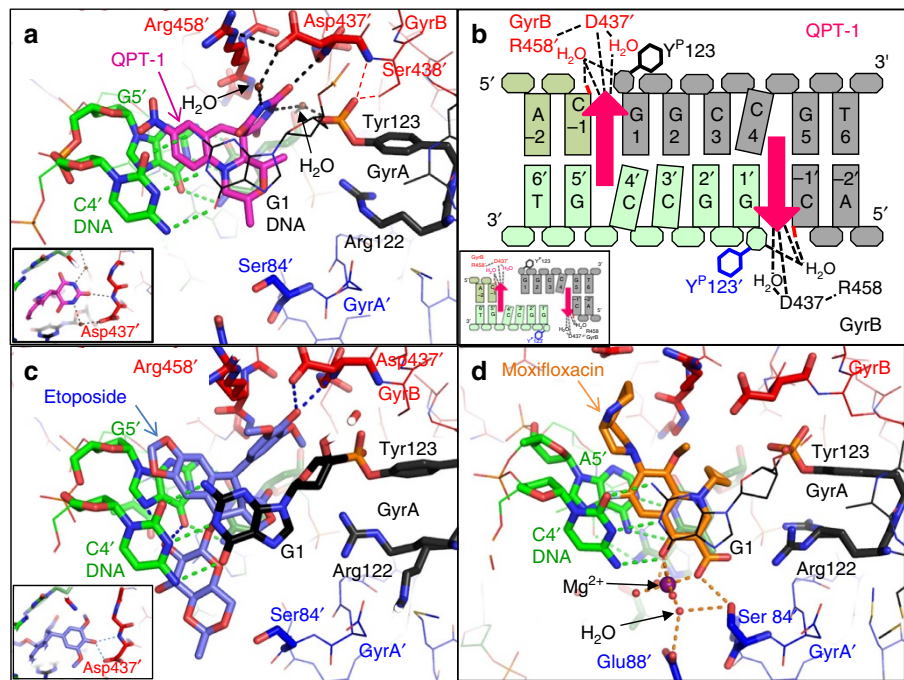 a
Arg458′
Asp437′
GyrB
QPT-1
Ser438′
H2O
G5′
H2O
Tyr123
GyrA
G1
DNA
C4′
DNA
Arg122
Ser84′
GyrA′
Asp437′
b
GyrB
D437′
QPT-1
R458′
H2O
H2O
YP123
5′
3′
A
–2
C
–1
G
1
G
2
C
3
C
4
G
5
T
6
6′
T
5′
G
4′
C
3′
C
2′
G
1′
G
–1′
C
–2′
A
3′
5′
YP123′
H2O
H2O
D437
R458
GyrB
c
Arg458′
Asp437′
GyrB
Etoposide
G5′
Tyr123
GyrA
C4′
DNA
G1
Arg122
Ser84′
GyrA′
Asp437′
d
Moxifloxacin
GyrB
A5′
Tyr123
GyrA
C4′
DNA
G1
Arg122
Mg2+
H2O
Ser 84′
GyrA′
Glu88′